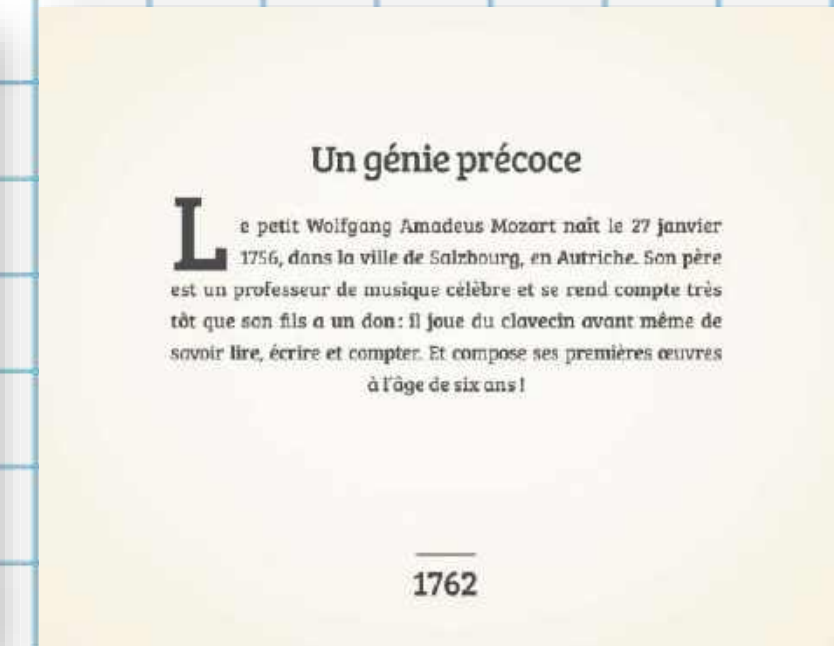 Un génie précoce
Le petit Wolfgang Amadeus Mozart naît le 27 janvier
1756, dans la ville de Salzbourg, en Autriche. Son père
est un professeur de musique célèbre et se rend compte très
tôt que son fils a un don : il joue du clavecin avant même de
savoir lire, écrire et compter. Et compose ses premières œuvres
à l'âge de six ans !
1762